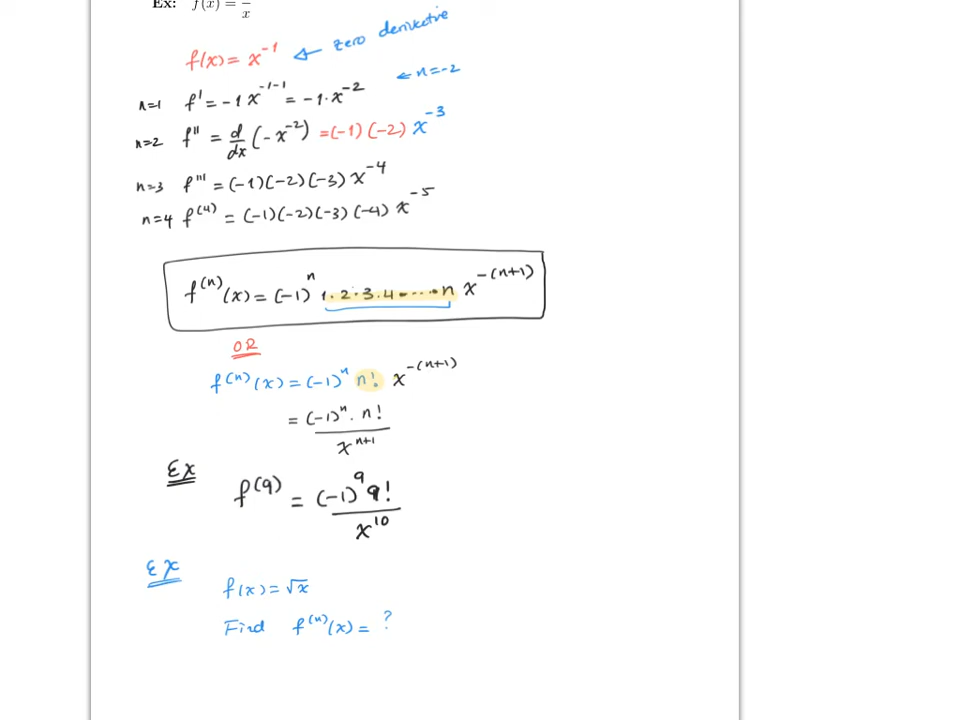 Ex: f(x) = 1/x
f(x) = x^-1 ⇐ zero derivative
n=1 f' = -1 x^-1-1 = -1·x^-2 ← n=-2
n=2 f'' = d/dx (-x^-2) = (-1)(-2) x^-3
n=3 f''' = (-1)(-2)(-3) x^-4
n=4 f^(4) = (-1)(-2)(-3)(-4) x^-5
f^(n)(x) = (-1)^n 1·2·3·4·····n x^-(n+1)
OR
f^(n)(x) = (-1)^n n! x^-(n+1)
= (-1)^n · n! / x^n+1
Ex
f^(9) = (-1)^9 9! / x^10
Ex
f(x) = √x
Find f^(n)(x) = ?